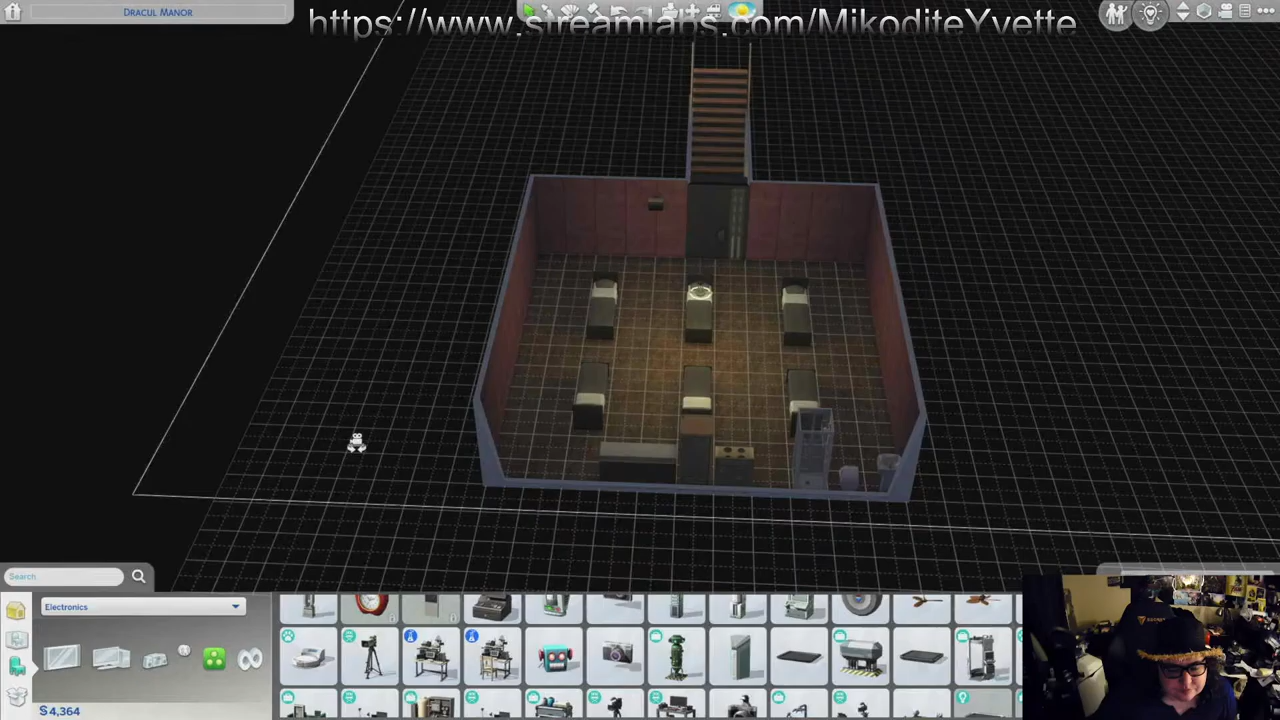 DRACUL MANOR
https://www.streamlabs.com/MikoditeYvette
Search
Electronics
§4,364